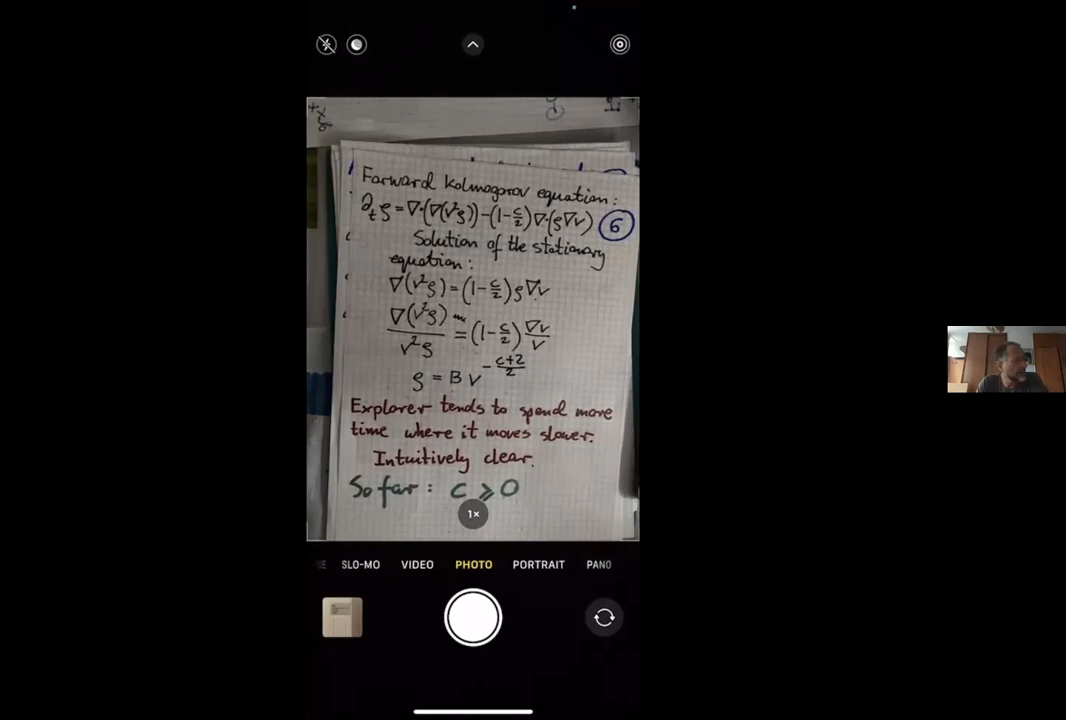 Forward Kolmogorov equation:
∂ₜρ = ∇·(∇(v²ρ)) - (1 - c/2) ∇·(ρ∇v) 6
Solution of the stationary
equation:
∇(v²ρ) = (1 - c/2) ρ∇v
∇(v²ρ) / v²ρ = (1 - c/2) ∇v / v
ρ = B v^(-(c+2)/2)
Explorer tends to spend more
time where it moves slower.
Intuitively clear.
So far: c ⩾ 0
1×
SLO-MO VIDEO PHOTO PORTRAIT PANO